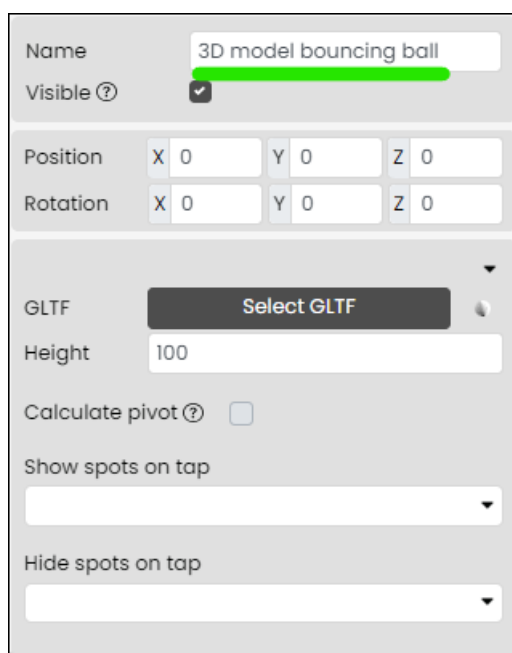 Name 3D model bouncing ball
Visible ?
Position X 0 Y 0 Z 0
Rotation X 0 Y 0 Z 0
GLTF Select GLTF
Height 100
Calculate pivot ?
Show spots on tap
Hide spots on tap